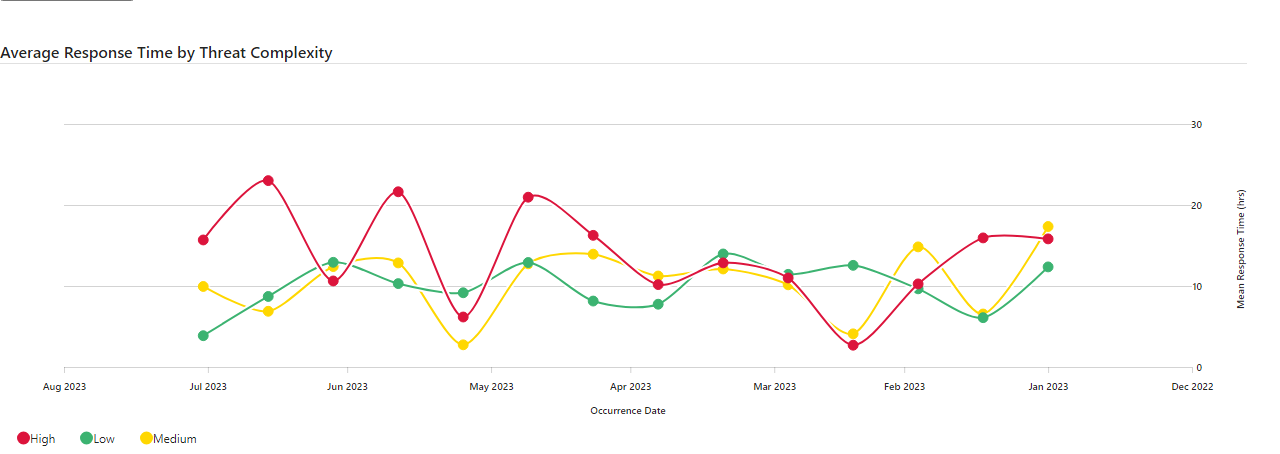 Average Response Time by Threat Complexity
30
20
10
0
Mean Response Time (hrs)
Aug 2023 Jul 2023 Jun 2023 May 2023 Apr 2023 Mar 2023 Feb 2023 Jan 2023 Dec 2022
Occurrence Date
High Low Medium